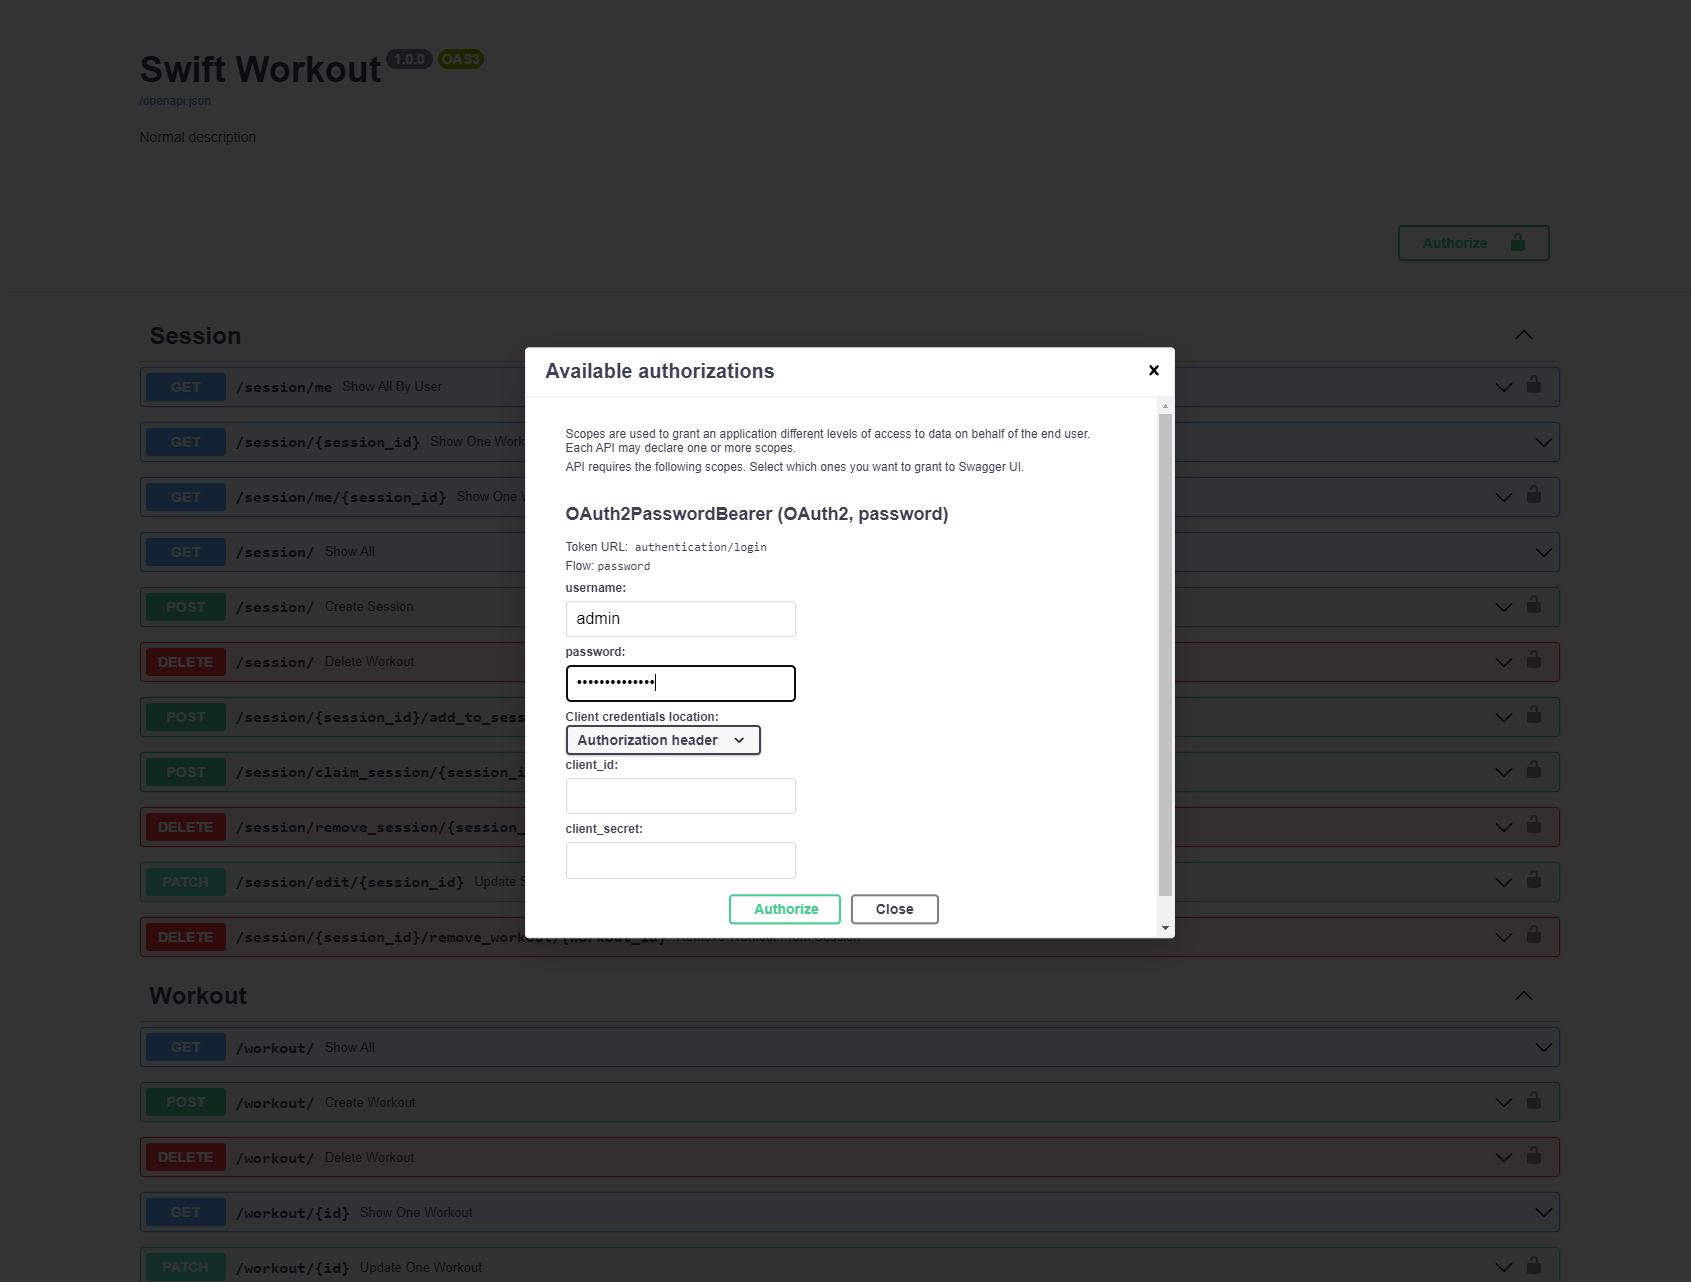 Swift Workout 1.0.0 OAS3
/openapi.json
Normal description
Authorize
Session
GET /session/me Show All By User
GET /session/{session_id} Show One Work
GET /session/me/{session_id} Show One
GET /session/ Show All
POST /session/ Create Session
DELETE /session/ Delete Workout
POST /session/{session_id}/add_to_sess
POST /session/claim_session/{session_i
DELETE /session/remove_session/{session_
PATCH /session/edit/{session_id} Update S
DELETE /session/{session_id}/remove_workout/{workout_id} Remove Workout From Session
Available authorizations
Scopes are used to grant an application different levels of access to data on behalf of the end user.
Each API may declare one or more scopes.
API requires the following scopes. Select which ones you want to grant to Swagger UI.
OAuth2PasswordBearer (OAuth2, password)
Token URL: authentication/login
Flow: password
username:
admin
password:
••••••••••••••
Client credentials location:
Authorization header
client_id:
client_secret:
Authorize Close
Workout
GET /workout/ Show All
POST /workout/ Create Workout
DELETE /workout/ Delete Workout
GET /workout/{id} Show One Workout
PATCH /workout/{id} Update One Workout